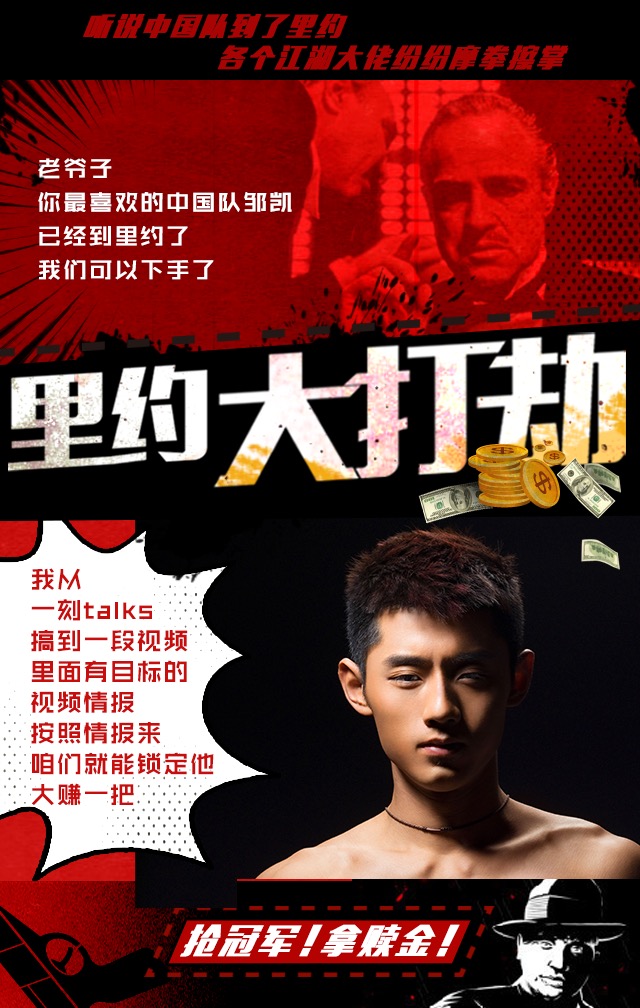 听说中国队到了里约
各个江湖大佬纷纷摩拳擦掌
老爷子
你最喜欢的中国队邹凯
已经到里约了
我们可以下手了
里约大打劫
我从
一刻talks
搞到一段视频
里面有目标的
视频情报
按照情报来
咱们就能锁定他
大赚一把
抢冠军!拿赎金!